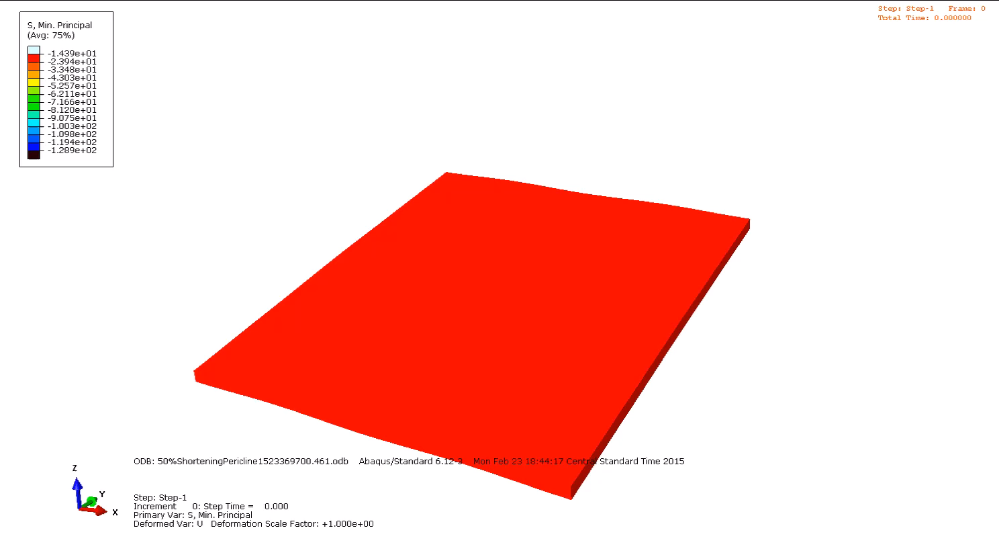 Step: Step-1 Frame: 0
Total Time: 0.000000
S, Min. Principal
(Avg: 75%)
-1.439e+01
-2.394e+01
-3.348e+01
-4.303e+01
-5.257e+01
-6.211e+01
-7.166e+01
-8.120e+01
-9.075e+01
-1.003e+02
-1.098e+02
-1.194e+02
-1.289e+02
ODB: 50%ShorteningPericline1523369700.461.odb Abaqus/Standard 6.12-3 Mon Feb 23 18:44:17 Central Standard Time 2015
Z
Y
X
Step: Step-1
Increment 0: Step Time = 0.000
Primary Var: S, Min. Principal
Deformed Var: U Deformation Scale Factor: +1.000e+00